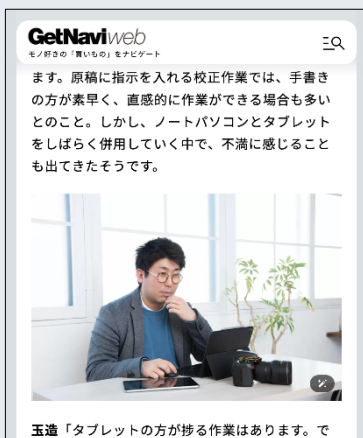 GetNavi web
モノ好きの「買いもの」をナビゲート
ます。原稿に指示を入れる校正作業では、手書き
の方が素早く、直感的に作業ができる場合も多い
とのこと。しかし、ノートパソコンとタブレット
をしばらく併用していく中で、不満に感じること
も出てきたそうです。
玉造「タブレットの方が捗る作業はあります。で